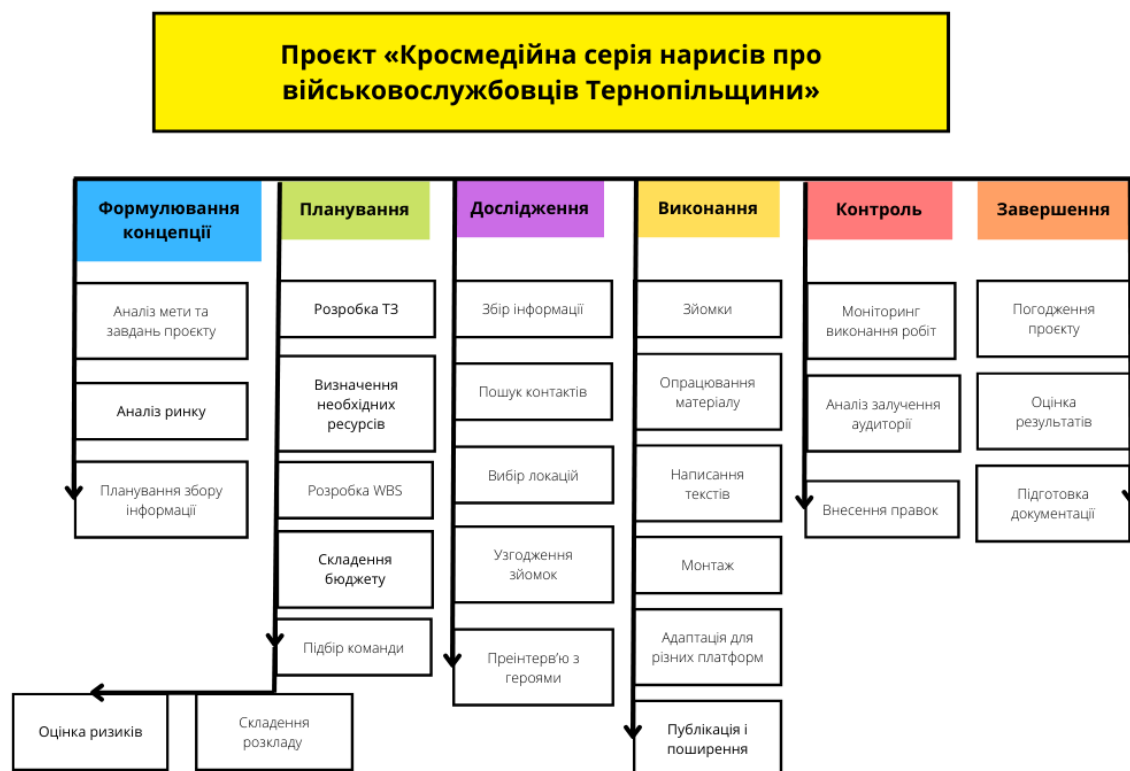 Проєкт «Кросмедійна серія нарисів про
військовослужбовців Тернопільщини»
Формулювання
концепції
Аналіз мети та
завдань проєкту
Аналіз ринку
Планування збору
інформації
Планування
Розробка ТЗ
Визначення
необхідних
ресурсів
Розробка WBS
Складення
бюджету
Підбір команди
Оцінка ризиків
Складення
розкладу
Дослідження
Збір інформації
Пошук контактів
Вибір локацій
Узгодження
зйомок
Преінтерв’ю з
героями
Виконання
Зйомки
Опрацювання
матеріалу
Написання
текстів
Монтаж
Адаптація для
різних платформ
Публікація і
поширення
Контроль
Моніторинг
виконання робіт
Аналіз залучення
аудиторії
Внесення правок
Завершення
Погодження
проєкту
Оцінка
результатів
Підготовка
документації